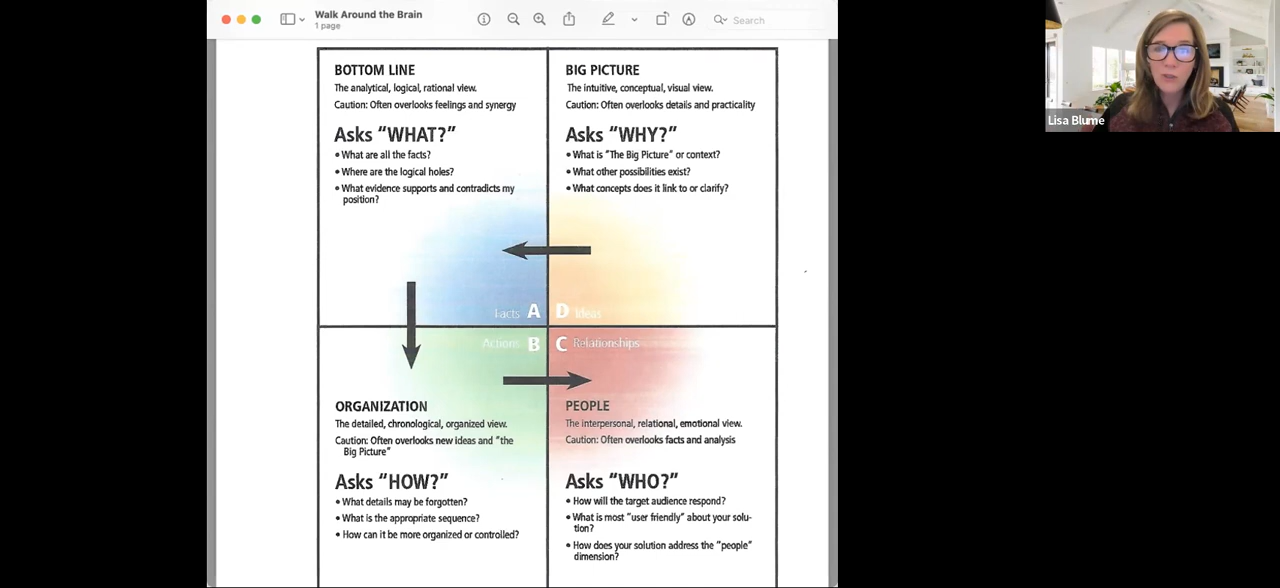 Walk Around the Brain
1 page
Search
Lisa Blume
BOTTOM LINE
The analytical, logical, rational view.
Caution: Often overlooks feelings and synergy
Asks “WHAT?”
• What are all the facts?
• Where are the logical holes?
• What evidence supports and contradicts my
position?
BIG PICTURE
The intuitive, conceptual, visual view.
Caution: Often overlooks details and practicality
Asks “WHY?”
• What is “The Big Picture” or context?
• What other possibilities exist?
• What concepts does it link to or clarify?
Facts A D Ideas
Actions B C Relationships
ORGANIZATION
The detailed, chronological, organized view.
Caution: Often overlooks new ideas and “the
Big Picture”
Asks “HOW?”
• What details may be forgotten?
• What is the appropriate sequence?
• How can it be more organized or controlled?
PEOPLE
The interpersonal, relational, emotional view.
Caution: Often overlooks facts and analysis
Asks “WHO?”
• How will the target audience respond?
• What is most “user friendly” about your solu-
tion?
• How does your solution address the “people”
dimension?